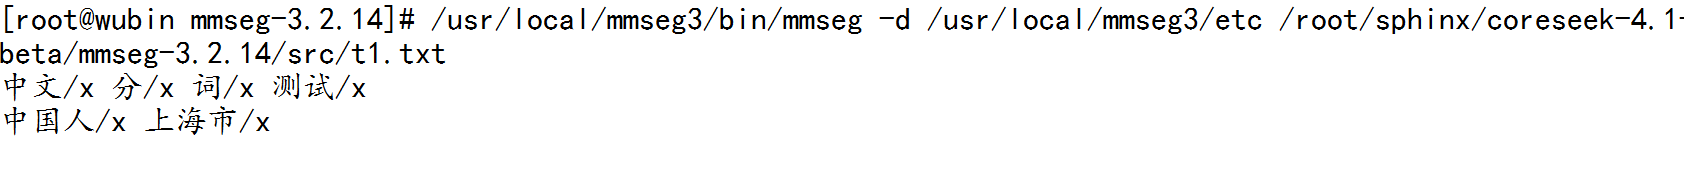 [root@wubin mmseg-3.2.14]# /usr/local/mmseg3/bin/mmseg -d /usr/local/mmseg3/etc /root/sphinx/coreseek-4.1-
beta/mmseg-3.2.14/src/t1.txt
中文/x 分/x 词/x 测试/x
中国人/x 上海市/x